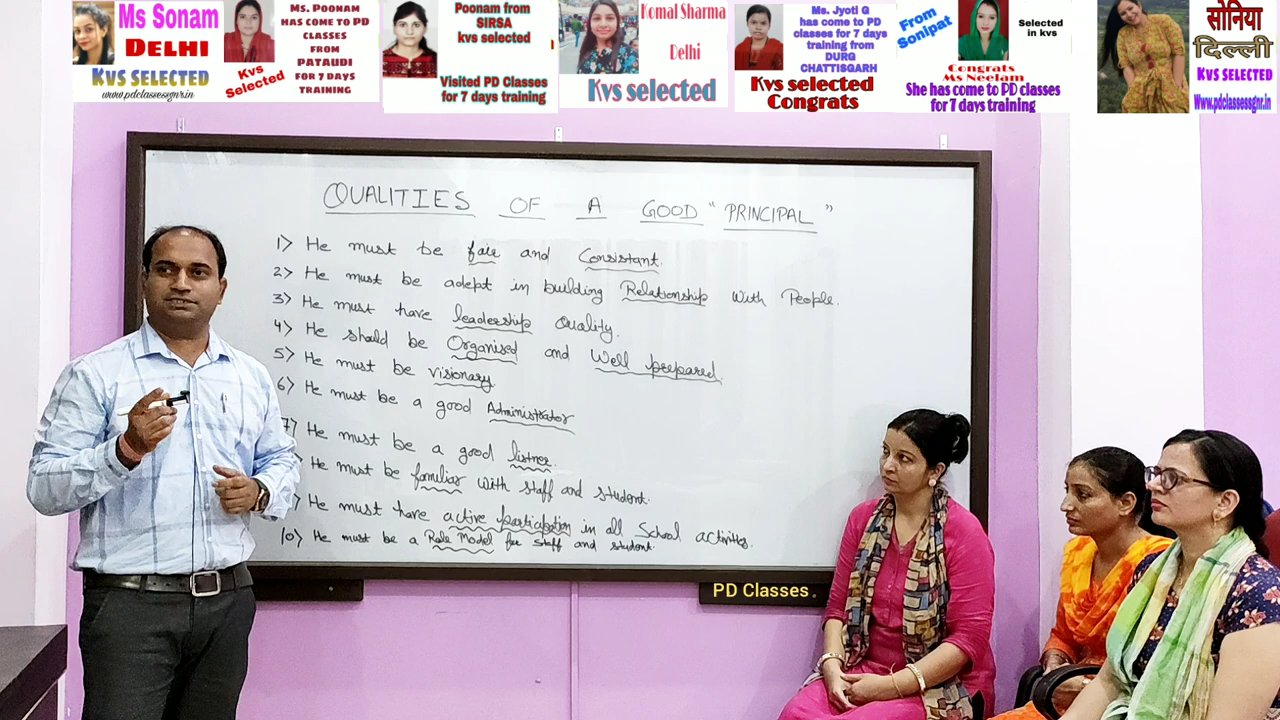 Ms Sonam
DELHI
KVS SELECTED
www.pdclassessgnr.in
Kvs
Selected
MS. POONAM
HAS COME TO PD
CLASSES
FROM
PATAUDI
FOR 7 DAYS
TRAINING
Poonam from
SIRSA
kvs selected
Visited PD Classes
for 7 days training
Komal Sharma
Delhi
Kvs selected
Ms. Jyoti G
has come to PD
classes for 7 days
training from
DURG
CHATTISGARH
Kvs selected
Congrats
From
Sonipat
Selected
in kvs
Congrats
Ms Neelam
She has come to PD classes
for 7 days training
सोनिया
दिल्ली
KVS SELECTED
Www.pdclassessgnr.in
QUALITIES OF A GOOD "PRINCIPAL"
1> He must be fair and Consistant.
2> He must be adept in building Relationship With People.
3> He must have leadership Quality.
4> He should be Organised and Well prepared.
5> He must be visionary
6> He must be a good Administrator
7> He must be a good listner.
He must be familiar with staff and student.
He must have active participation in all School activities.
10> He must be a Role Model for staff and student.
PD Classes